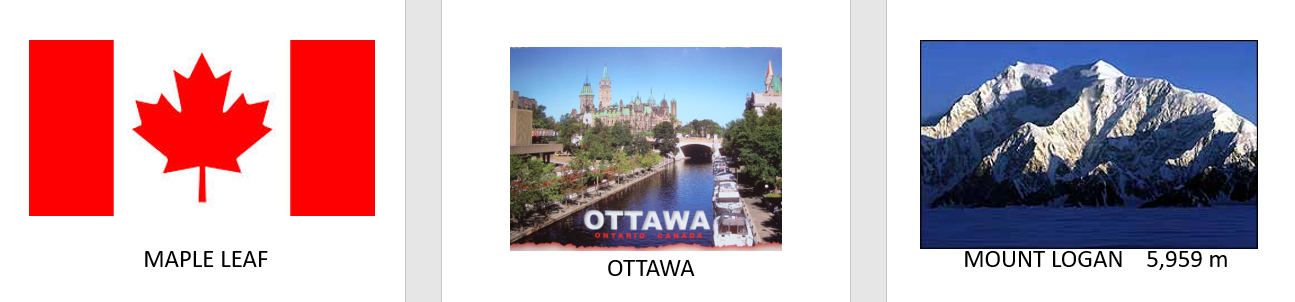 MAPLE LEAF
OTTAWA
ONTARIO CANADA
OTTAWA
MOUNT LOGAN 5,959 m